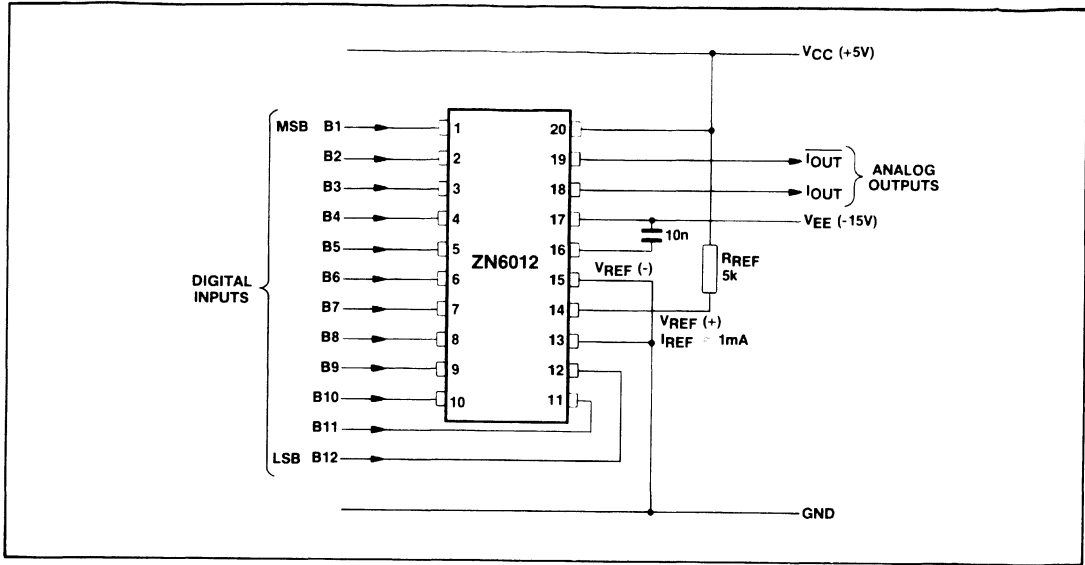 VCC (+5V)
MSB B1 1
B2 2
B3 3
B4 4
B5 5
B6 6
B7 7
B8 8
B9 9
B10 10
B11
LSB B12
DIGITAL
INPUTS
ZN6012
20
19
18
17
16
15
14
13
12
11
I̅O̅U̅T̅
IOUT
ANALOG
OUTPUTS
VEE (-15V)
10n
VREF (-)
RREF
5k
VREF (+)
IREF = 1mA
GND